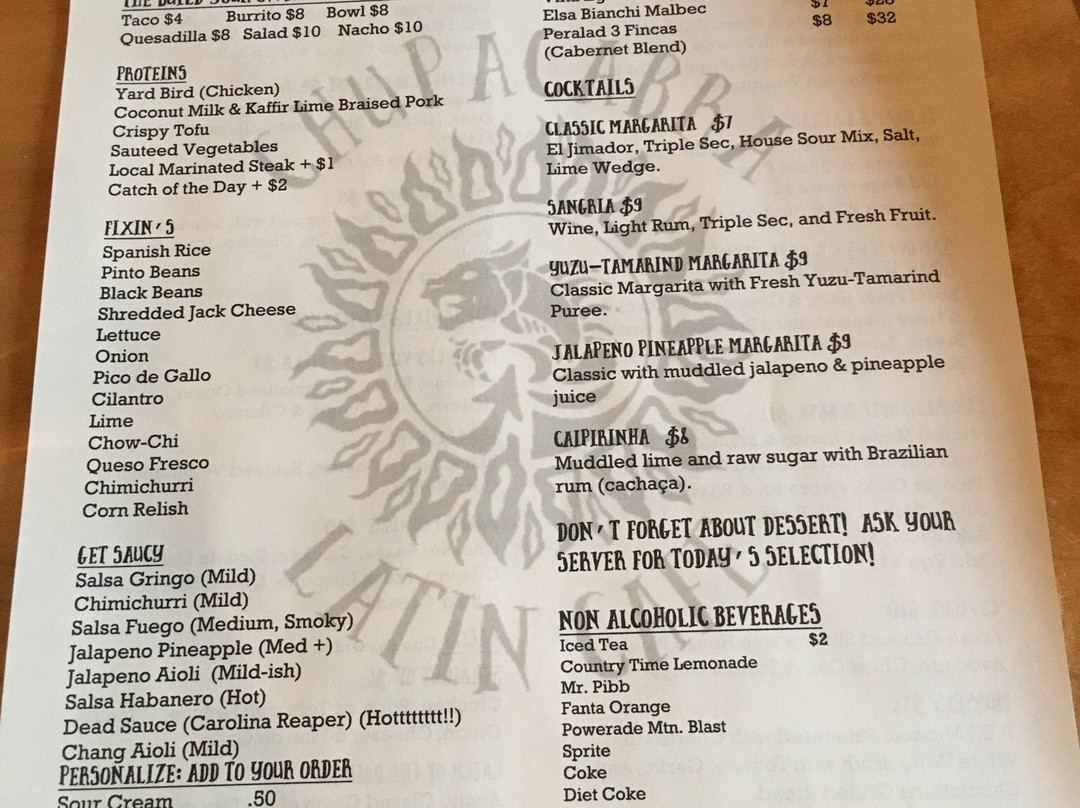 Taco $4 Burrito $8 Bowl $8
Quesadilla $8 Salad $10 Nacho $10
PROTEINS
Yard Bird (Chicken)
Coconut Milk & Kaffir Lime Braised Pork
Crispy Tofu
Sauteed Vegetables
Local Marinated Steak + $1
Catch of the Day + $2
FIXIN'S
Spanish Rice
Pinto Beans
Black Beans
Shredded Jack Cheese
Lettuce
Onion
Pico de Gallo
Cilantro
Lime
Chow-Chi
Queso Fresco
Chimichurri
Corn Relish
GET SAUCY
Salsa Gringo (Mild)
Chimichurri (Mild)
Salsa Fuego (Medium, Smoky)
Jalapeno Pineapple (Med +)
Jalapeno Aioli (Mild-ish)
Salsa Habanero (Hot)
Dead Sauce (Carolina Reaper) (Hottttttttt!!)
Chang Aioli (Mild)
PERSONALIZE: ADD TO YOUR ORDER
Sour Cream .50
Elsa Bianchi Malbec $7
Peralad 3 Fincas $8 $32
(Cabernet Blend)
COCKTAILS
CLASSIC MARGARITA $7
El Jimador, Triple Sec, House Sour Mix, Salt,
Lime Wedge.
SANGRIA $9
Wine, Light Rum, Triple Sec, and Fresh Fruit.
YUZU-TAMARIND MARGARITA $9
Classic Margarita with Fresh Yuzu-Tamarind
Puree.
JALAPENO PINEAPPLE MARGARITA $9
Classic with muddled jalapeno & pineapple
juice
CAIPIRINHA $8
Muddled lime and raw sugar with Brazilian
rum (cachaça).
DON'T FORGET ABOUT DESSERT! ASK YOUR
SERVER FOR TODAY'S SELECTION!
NON ALCOHOLIC BEVERAGES
Iced Tea $2
Country Time Lemonade
Mr. Pibb
Fanta Orange
Powerade Mtn. Blast
Sprite
Coke
Diet Coke
CHUPACABRA
LATIN CAFE